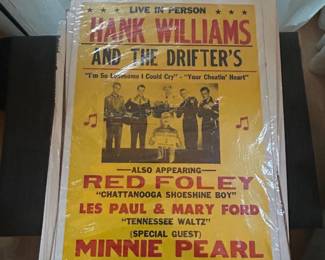 ★ ★ ★ LIVE IN PERSON ★ ★ ★
HANK WILLIAMS
AND THE DRIFTER'S
"I'm So Lonesome I Could Cry" - "Your Cheatin' Heart"
—ALSO APPEARING—
RED FOLEY
"CHATTANOOGA SHOESHINE BOY"
LES PAUL & MARY FORD
"TENNESSEE WALTZ"
(SPECIAL GUEST)
MINNIE PEARL